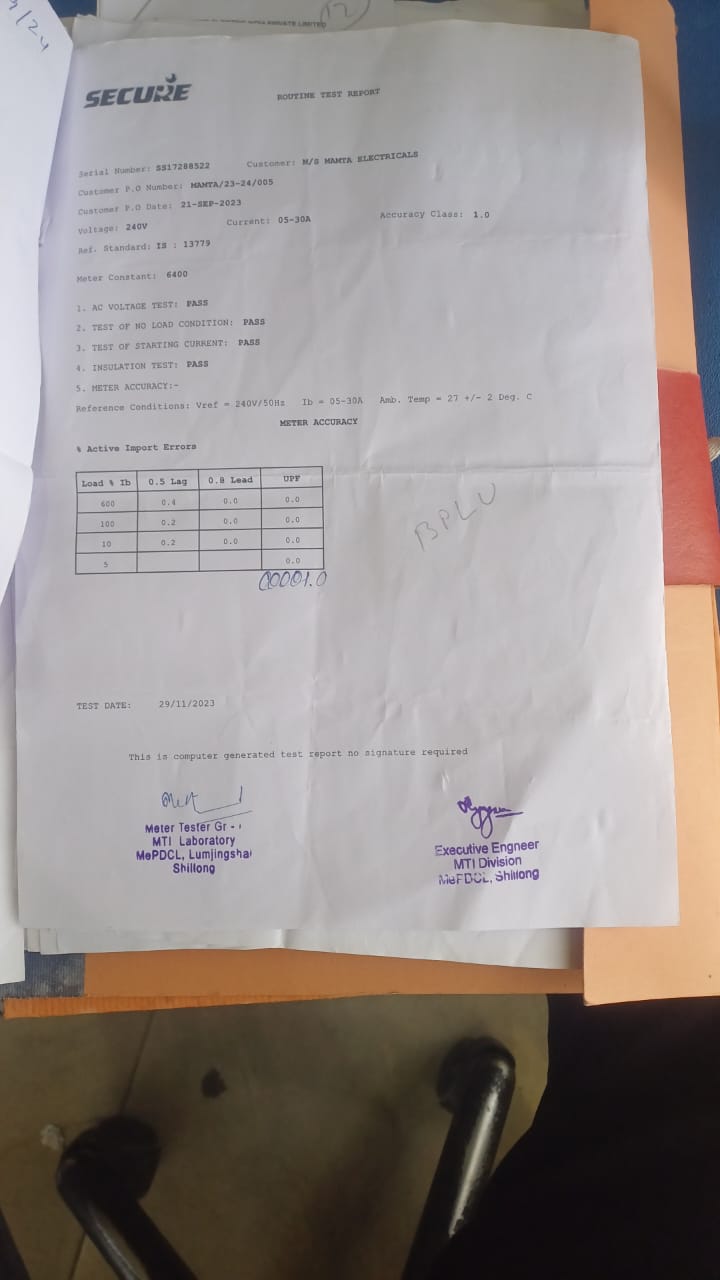 PRIVATE LIMITED
12
/24
SECURE
ROUTINE TEST REPORT
Serial Number: SS17288522 Customer: M/S MAMTA ELECTRICALS
Customer P.O Number: MAMTA/23-24/005
Customer P.O Date: 21-SEP-2023
Voltage: 240V Current: 05-30A Accuracy Class: 1.0
Ref. Standard: IS : 13779
Meter Constant: 6400
1. AC VOLTAGE TEST: PASS
2. TEST OF NO LOAD CONDITION: PASS
3. TEST OF STARTING CURRENT: PASS
4. INSULATION TEST: PASS
5. METER ACCURACY:-
Reference Conditions: Vref = 240V/50Hz Ib = 05-30A Amb. Temp = 27 +/- 2 Deg. C
METER ACCURACY
% Active Import Errors
Load % Ib 0.5 Lag 0.8 Lead UPF
600 0.4 0.0 0.0
100 0.2 0.0 0.0
10 0.2 0.0 0.0
5 0.0
00001.0
BPLU
TEST DATE: 29/11/2023
This is computer generated test report no signature required
Meter Tester Gr - I
MTI Laboratory
MePDCL, Lumjingshai
Shillong
Executive Engneer
MTI Division
MePDCL, Shillong